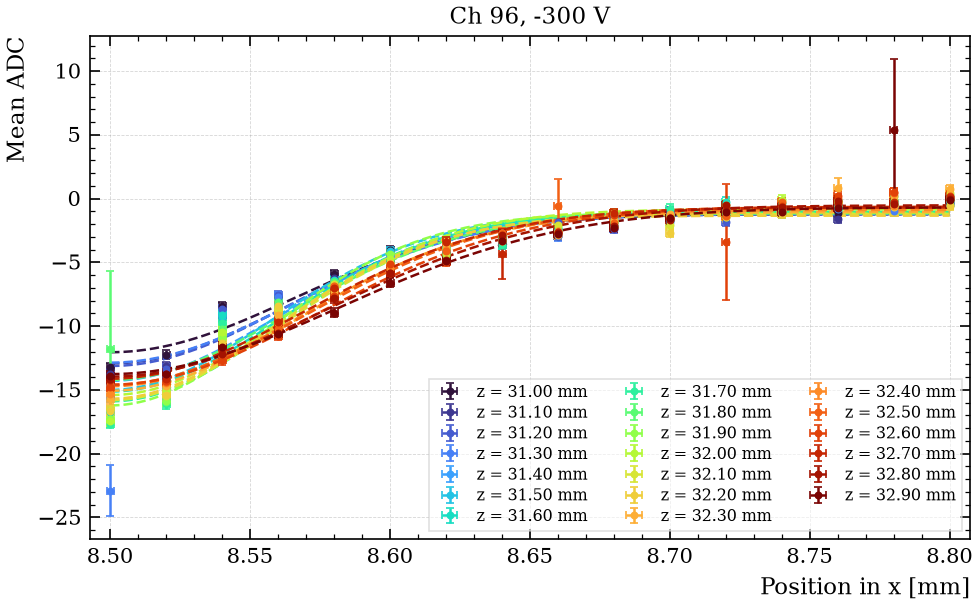 Ch 96, -300 V
Mean ADC
10
5
0
−5
−10
−15
−20
−25
8.50 8.55 8.60 8.65 8.70 8.75 8.80
Position in x [mm]
z = 31.00 mm z = 31.70 mm z = 32.40 mm
z = 31.10 mm z = 31.80 mm z = 32.50 mm
z = 31.20 mm z = 31.90 mm z = 32.60 mm
z = 31.30 mm z = 32.00 mm z = 32.70 mm
z = 31.40 mm z = 32.10 mm z = 32.80 mm
z = 31.50 mm z = 32.20 mm z = 32.90 mm
z = 31.60 mm z = 32.30 mm